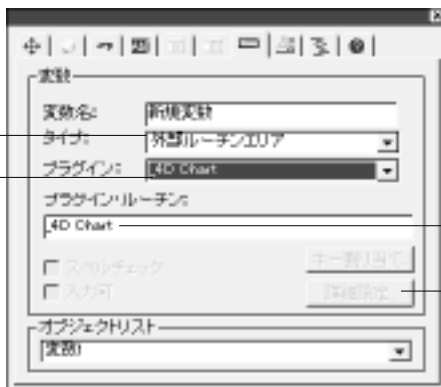 変数
変数名: 新規変数
タイプ: 外部ルーチンエリア
プラグイン: _4D Chart
プラグイン・ルーチン:
_4D Chart
スペルチェック
キー割り当て...
入力可
詳細設定...
オブジェクトリスト
変数1